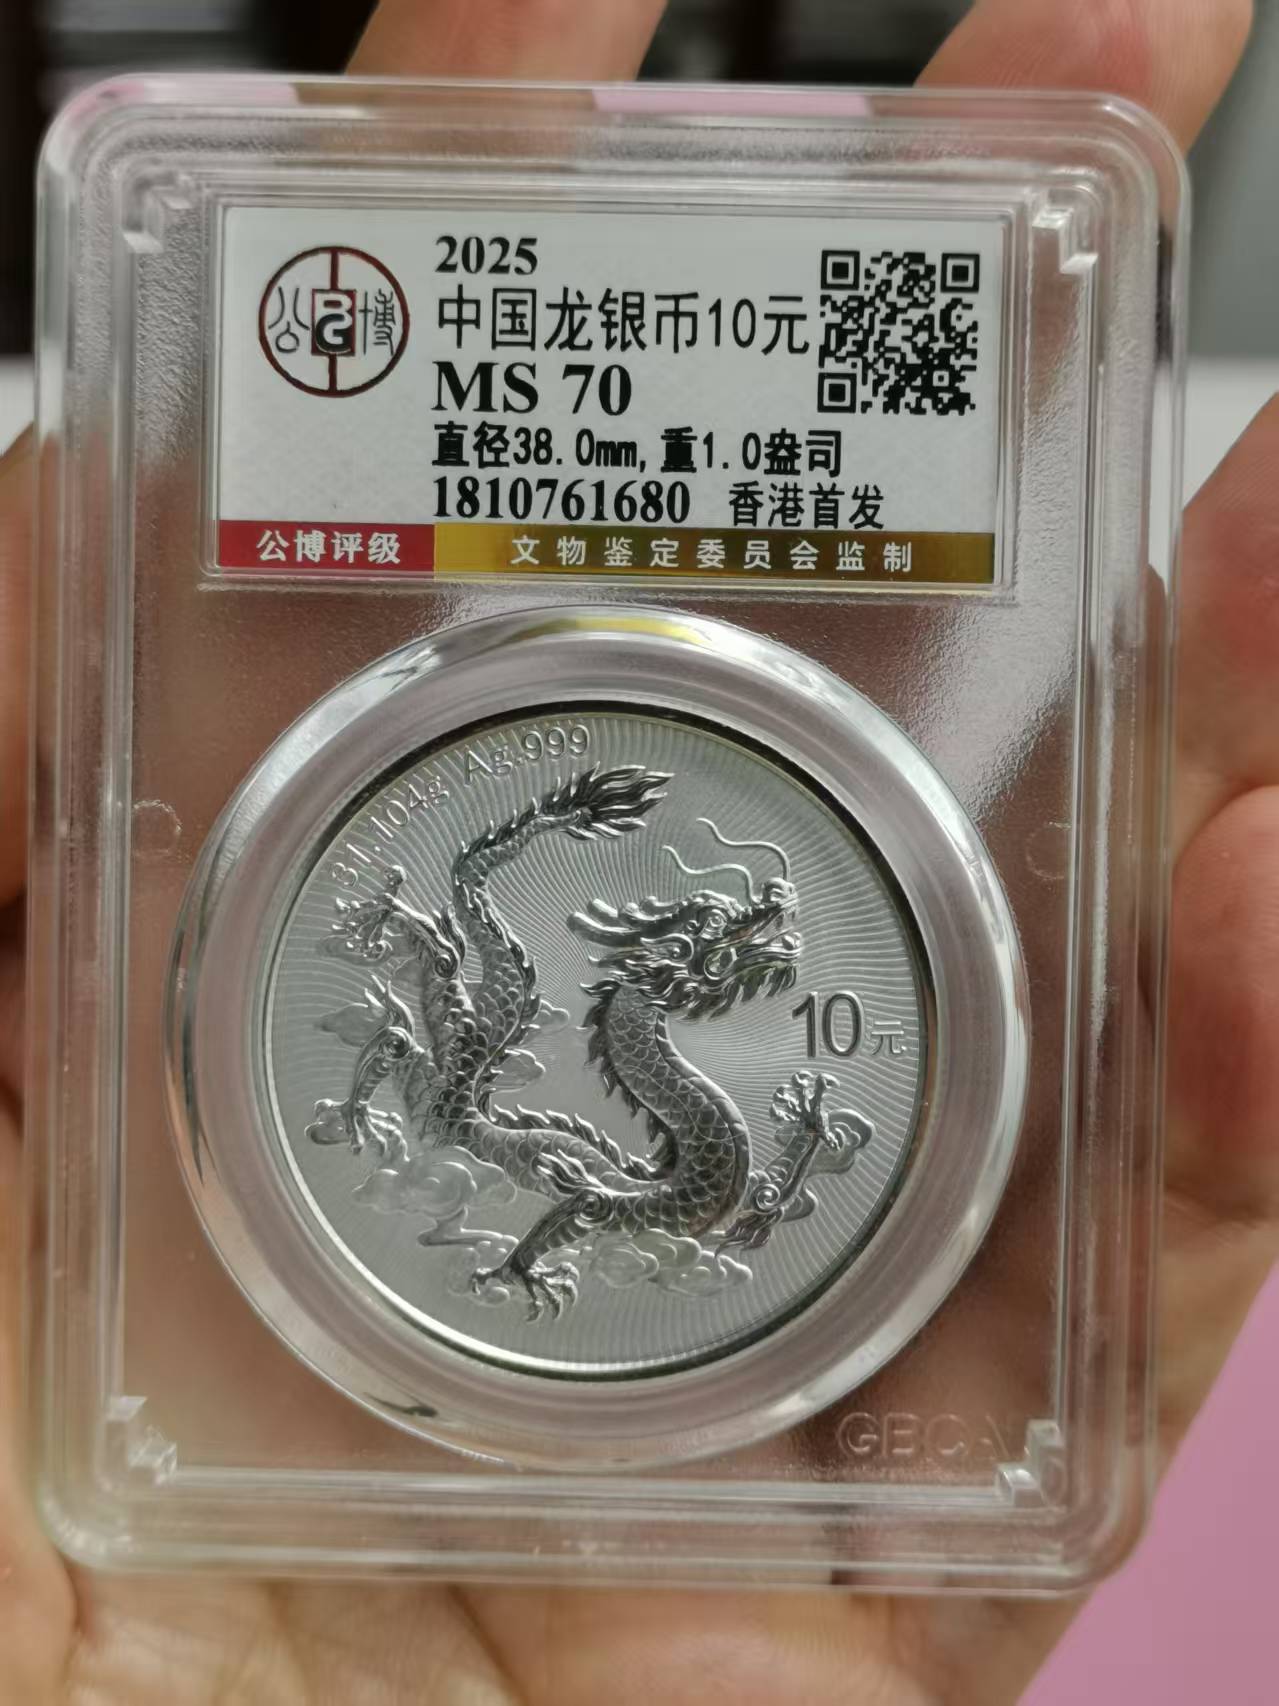 2025
公 博
中国龙银币10元
MS 70
直径38.0mm,重1.0盎司
1810761680 香港首发
公博评级 文物鉴定委员会监制
31.104g Ag.999
10元
GBCA